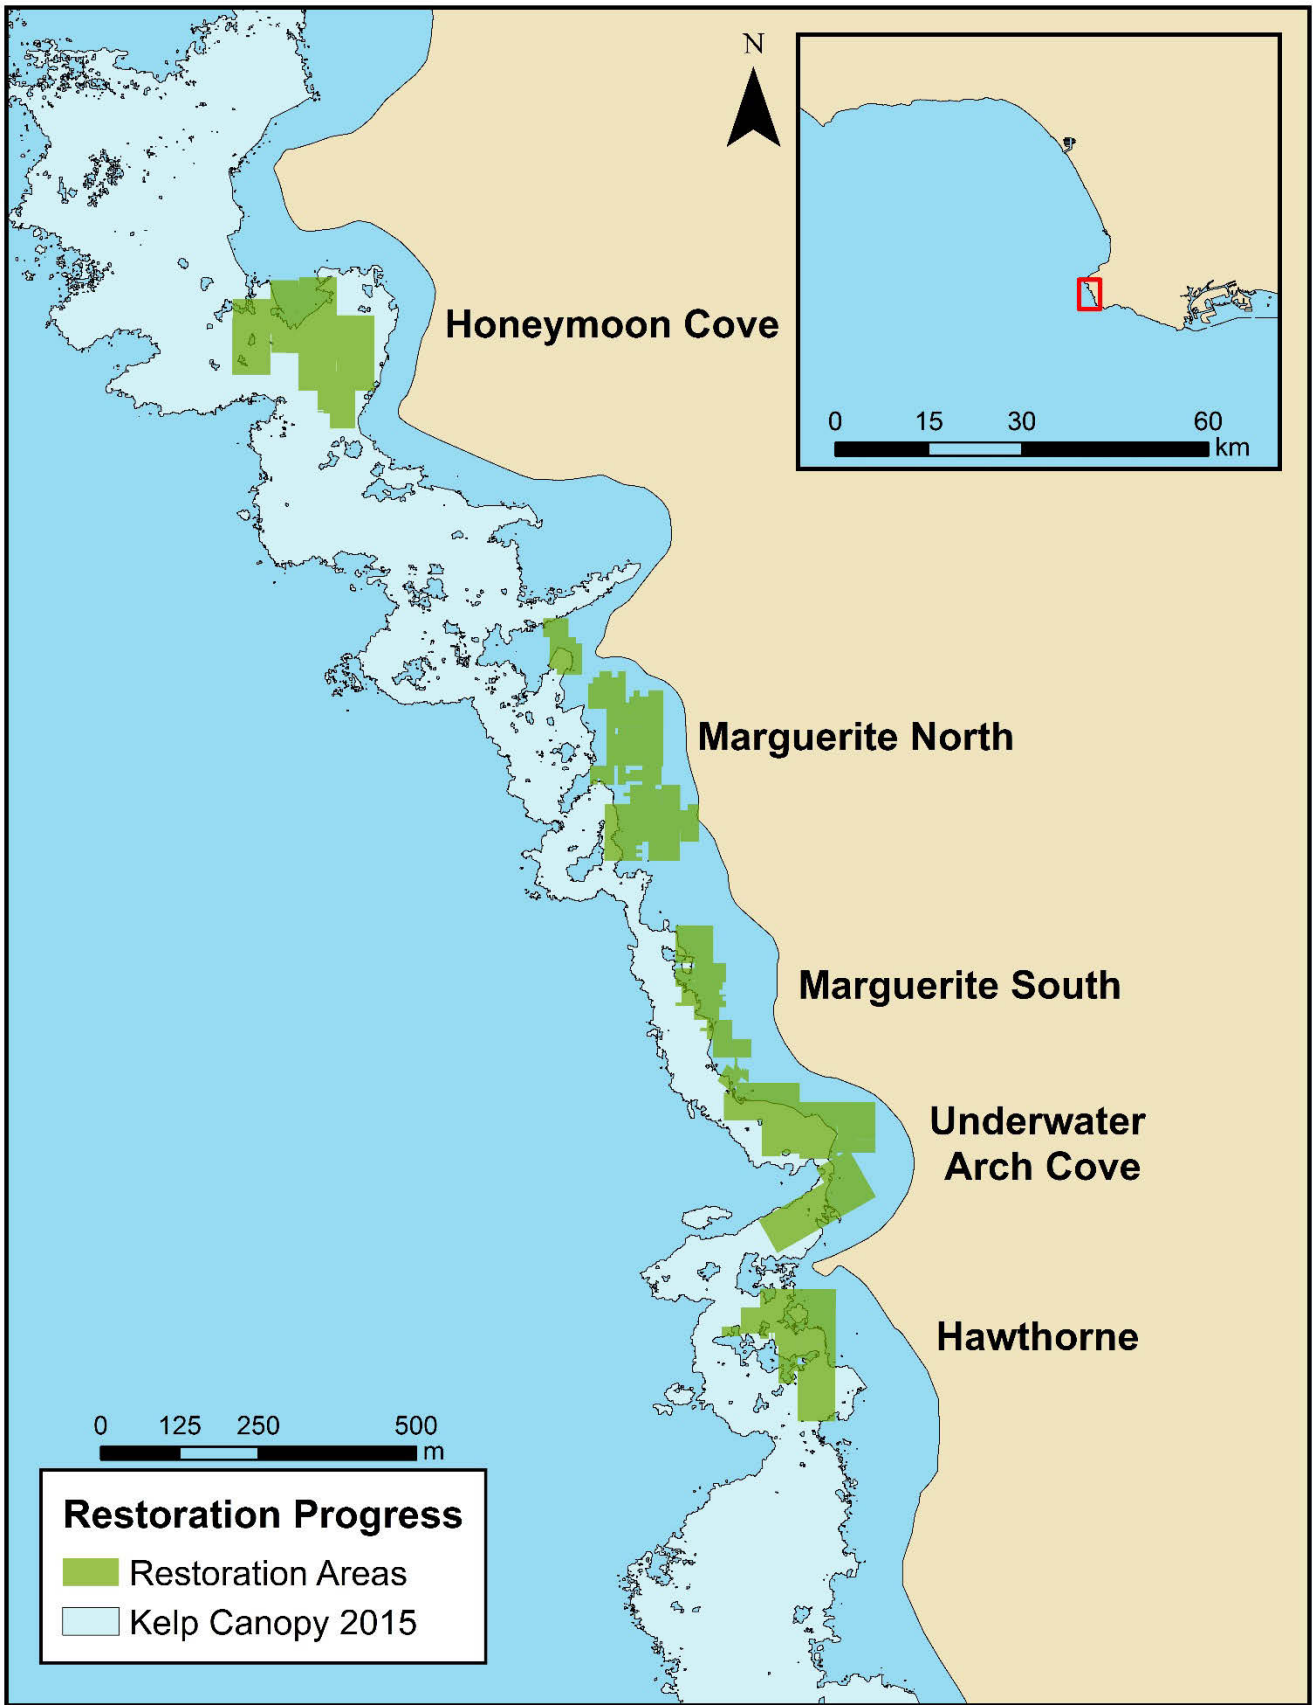 N
0 15 30 60
km
Honeymoon Cove
Marguerite North
Marguerite South
Underwater
Arch Cove
Hawthorne
0 125 250 500
m
Restoration Progress
Restoration Areas
Kelp Canopy 2015